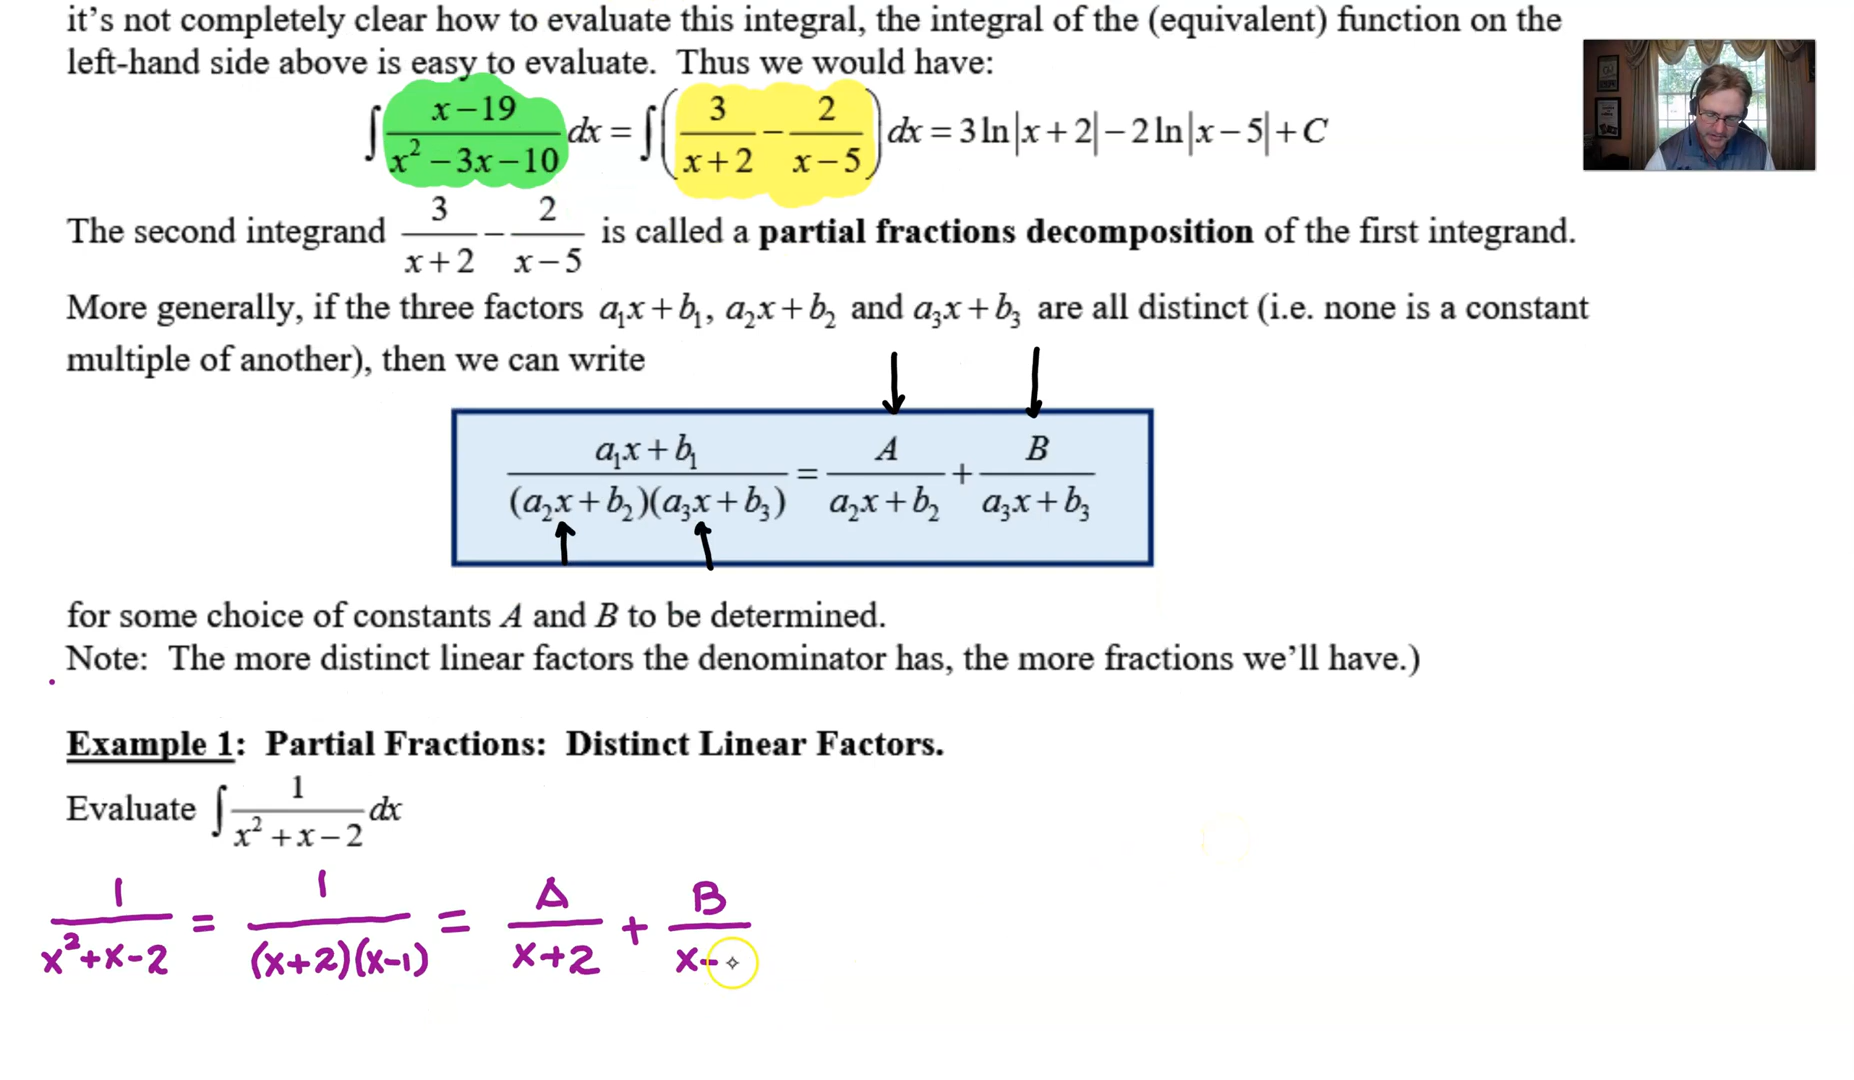 it's not completely clear how to evaluate this integral, the integral of the (equivalent) function on the
left-hand side above is easy to evaluate. Thus we would have:
∫ (x−19)/(x²−3x−10) dx = ∫(3/(x+2) − 2/(x−5)) dx = 3ln|x+2|−2ln|x−5|+C
The second integrand 3/(x+2) − 2/(x−5) is called a partial fractions decomposition of the first integrand.
More generally, if the three factors a₁x+b₁, a₂x+b₂ and a₃x+b₃ are all distinct (i.e. none is a constant
multiple of another), then we can write
(a₁x+b₁)/((a₂x+b₂)(a₃x+b₃)) = A/(a₂x+b₂) + B/(a₃x+b₃)
for some choice of constants A and B to be determined.
Note: The more distinct linear factors the denominator has, the more fractions we'll have.)
Example 1: Partial Fractions: Distinct Linear Factors.
Evaluate ∫ 1/(x²+x−2) dx
1/(x²+x-2) = 1/((x+2)(x-1)) = A/(x+2) + B/(x-